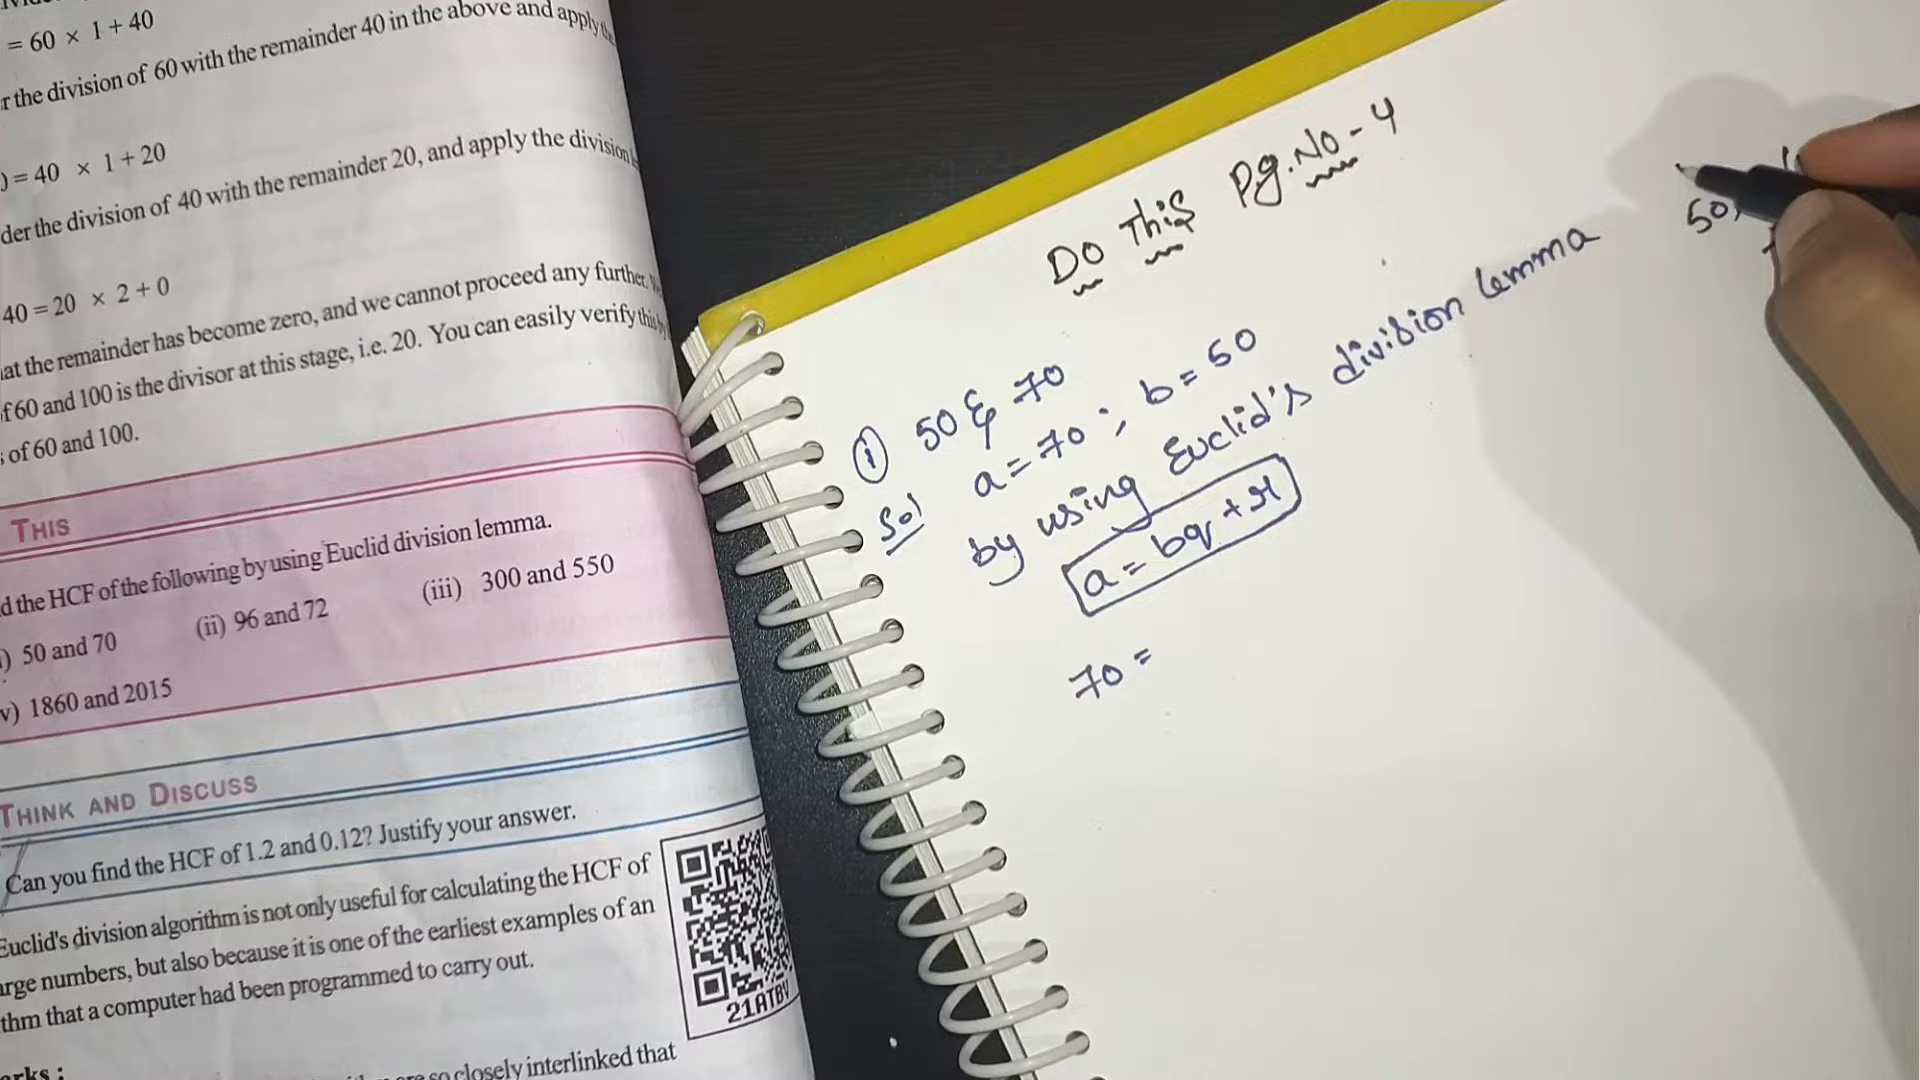 = 60 × 1 + 40
the division of 60 with the remainder 40 in the above and apply
= 40 × 1 + 20
der the division of 40 with the remainder 20, and apply the division
40 = 20 × 2 + 0
at the remainder has become zero, and we cannot proceed any further.
f 60 and 100 is the divisor at this stage, i.e. 20. You can easily verify this
of 60 and 100.
THIS
d the HCF of the following by using Euclid division lemma.
) 50 and 70 (ii) 96 and 72 (iii) 300 and 550
v) 1860 and 2015
THINK AND DISCUSS
Can you find the HCF of 1.2 and 0.12? Justify your answer.
Euclid's division algorithm is not only useful for calculating the HCF of
arge numbers, but also because it is one of the earliest examples of an
thm that a computer had been programmed to carry out.
21ATBV
arks :
so closely interlinked that
Do This Pg.No-4
(i) 50 & 70
Sol a = 70 ; b = 50
by using Euclid's division lemma
a = bq + r
70 =
50